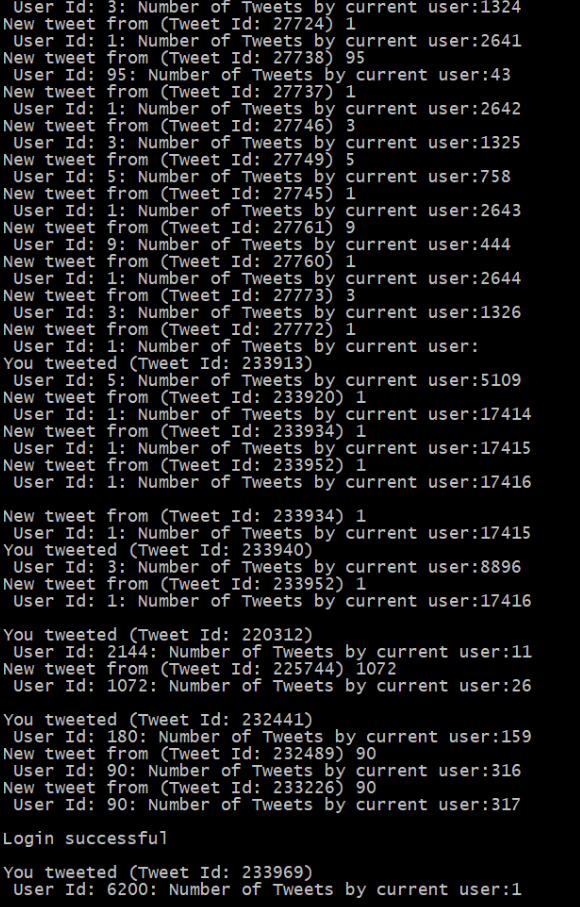 User Id: 3: Number of Tweets by current user:1324
New tweet from (Tweet Id: 27724) 1
User Id: 1: Number of Tweets by current user:2641
New tweet from (Tweet Id: 27738) 95
User Id: 95: Number of Tweets by current user:43
New tweet from (Tweet Id: 27737) 1
User Id: 1: Number of Tweets by current user:2642
New tweet from (Tweet Id: 27746) 3
User Id: 3: Number of Tweets by current user:1325
New tweet from (Tweet Id: 27749) 5
User Id: 5: Number of Tweets by current user:758
New tweet from (Tweet Id: 27745) 1
User Id: 1: Number of Tweets by current user:2643
New tweet from (Tweet Id: 27761) 9
User Id: 9: Number of Tweets by current user:444
New tweet from (Tweet Id: 27760) 1
User Id: 1: Number of Tweets by current user:2644
New tweet from (Tweet Id: 27773) 3
User Id: 3: Number of Tweets by current user:1326
New tweet from (Tweet Id: 27772) 1
User Id: 1: Number of Tweets by current user:
You tweeted (Tweet Id: 233913)
User Id: 5: Number of Tweets by current user:5109
New tweet from (Tweet Id: 233920) 1
User Id: 1: Number of Tweets by current user:17414
New tweet from (Tweet Id: 233934) 1
User Id: 1: Number of Tweets by current user:17415
New tweet from (Tweet Id: 233952) 1
User Id: 1: Number of Tweets by current user:17416
New tweet from (Tweet Id: 233934) 1
User Id: 1: Number of Tweets by current user:17415
You tweeted (Tweet Id: 233940)
User Id: 3: Number of Tweets by current user:8896
New tweet from (Tweet Id: 233952) 1
User Id: 1: Number of Tweets by current user:17416
You tweeted (Tweet Id: 220312)
User Id: 2144: Number of Tweets by current user:11
New tweet from (Tweet Id: 225744) 1072
User Id: 1072: Number of Tweets by current user:26
You tweeted (Tweet Id: 232441)
User Id: 180: Number of Tweets by current user:159
New tweet from (Tweet Id: 232489) 90
User Id: 90: Number of Tweets by current user:316
New tweet from (Tweet Id: 233226) 90
User Id: 90: Number of Tweets by current user:317
Login successful
You tweeted (Tweet Id: 233969)
User Id: 6200: Number of Tweets by current user:1